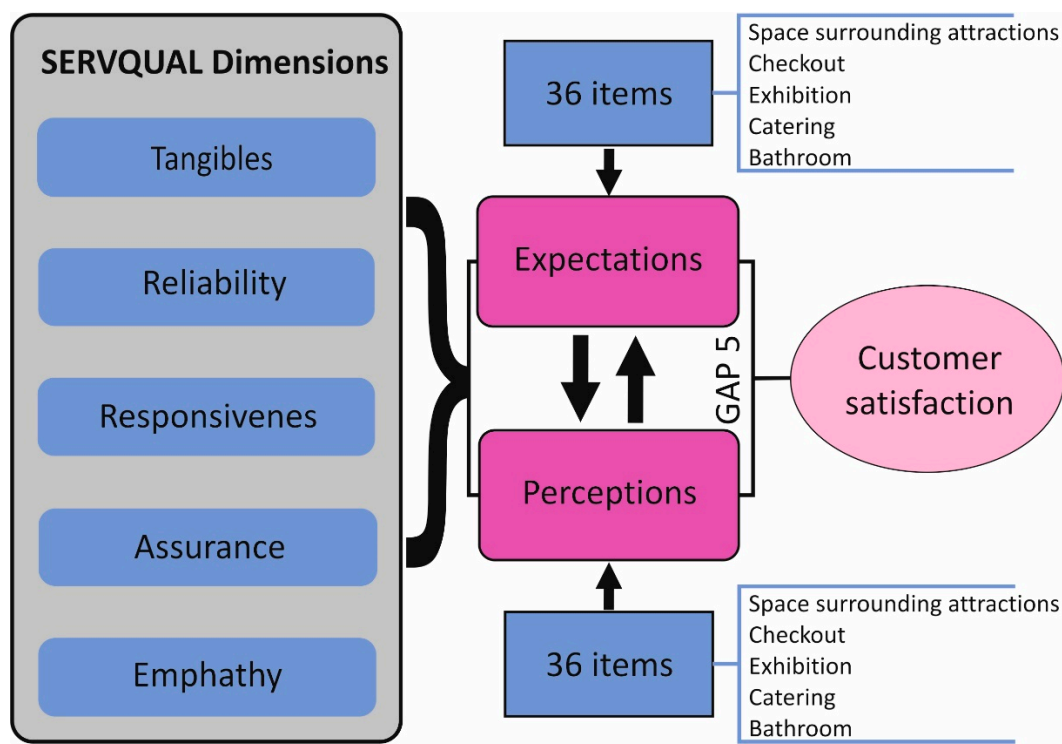 SERVQUAL Dimensions
Tangibles
Reliability
Responsivenes
Assurance
Emphathy
36 items
Space surrounding attractions
Checkout
Exhibition
Catering
Bathroom
Expectations
GAP 5
Perceptions
Customer
satisfaction
36 items
Space surrounding attractions
Checkout
Exhibition
Catering
Bathroom